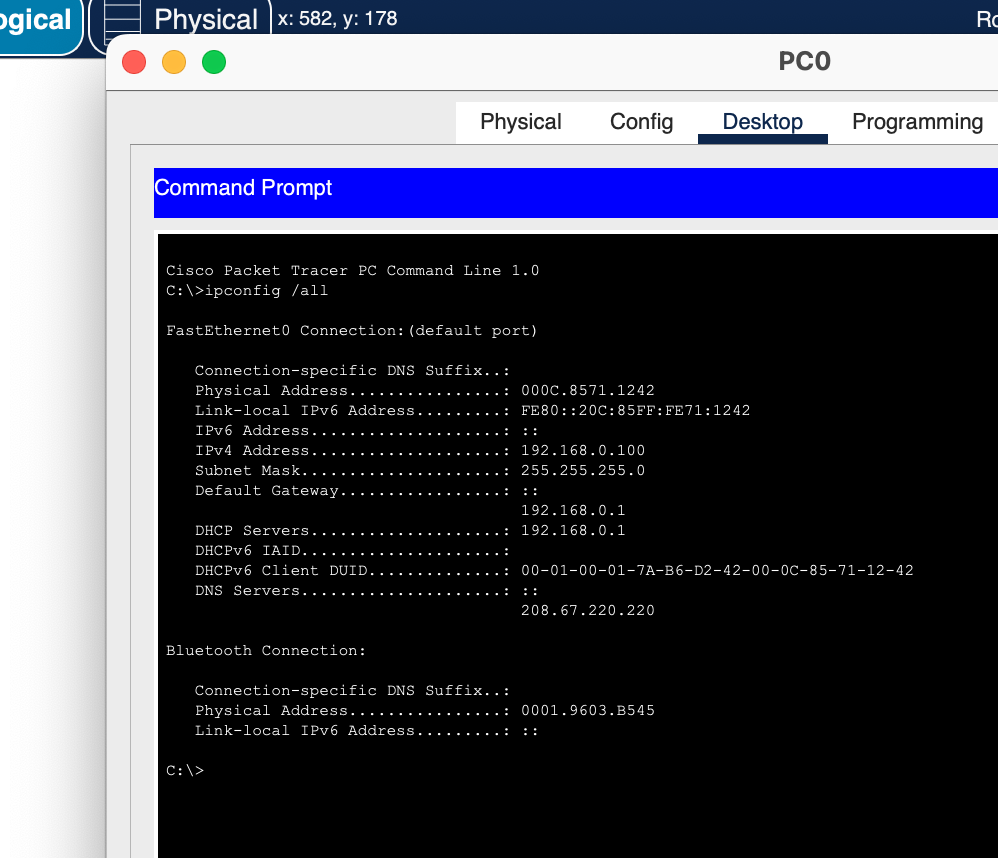 ogical Physical x: 582, y: 178 Ro
PC0
Physical Config Desktop Programming
Command Prompt
Cisco Packet Tracer PC Command Line 1.0
C:\>ipconfig /all
FastEthernet0 Connection:(default port)
Connection-specific DNS Suffix..:
Physical Address................: 000C.8571.1242
Link-local IPv6 Address.........: FE80::20C:85FF:FE71:1242
IPv6 Address....................: ::
IPv4 Address....................: 192.168.0.100
Subnet Mask.....................: 255.255.255.0
Default Gateway.................: ::
192.168.0.1
DHCP Servers....................: 192.168.0.1
DHCPv6 IAID.....................:
DHCPv6 Client DUID..............: 00-01-00-01-7A-B6-D2-42-00-0C-85-71-12-42
DNS Servers.....................: ::
208.67.220.220
Bluetooth Connection:
Connection-specific DNS Suffix..:
Physical Address................: 0001.9603.B545
Link-local IPv6 Address.........: ::
C:\>